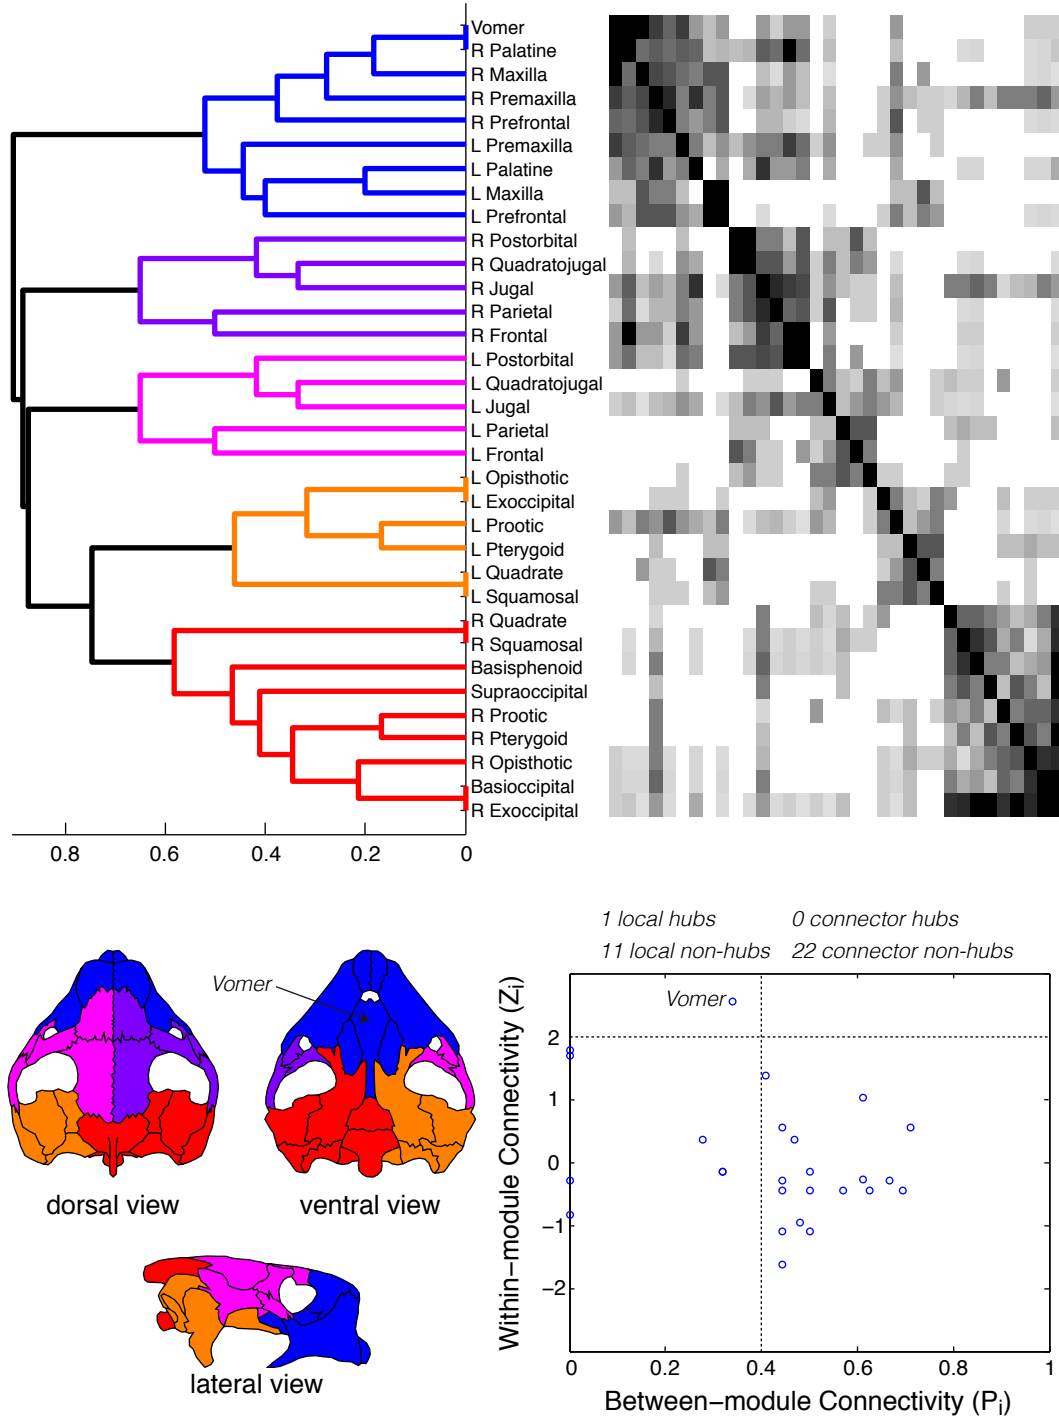 Vomer
R Palatine
R Maxilla
R Premaxilla
R Prefrontal
L Premaxilla
L Palatine
L Maxilla
L Prefrontal
R Postorbital
R Quadratojugal
R Jugal
R Parietal
R Frontal
L Postorbital
L Quadratojugal
L Jugal
L Parietal
L Frontal
L Opisthotic
L Exoccipital
L Prootic
L Pterygoid
L Quadrate
L Squamosal
R Quadrate
R Squamosal
Basisphenoid
Supraoccipital
R Prootic
R Pterygoid
R Opisthotic
Basioccipital
R Exoccipital
0.8 0.6 0.4 0.2 0
1 local hubs 0 connector hubs
11 local non-hubs 22 connector non-hubs
Vomer
dorsal view
ventral view
lateral view
Within−module Connectivity (Zi)
Vomer
2
1
0
−1
−2
0 0.2 0.4 0.6 0.8 1
Between−module Connectivity (Pi)